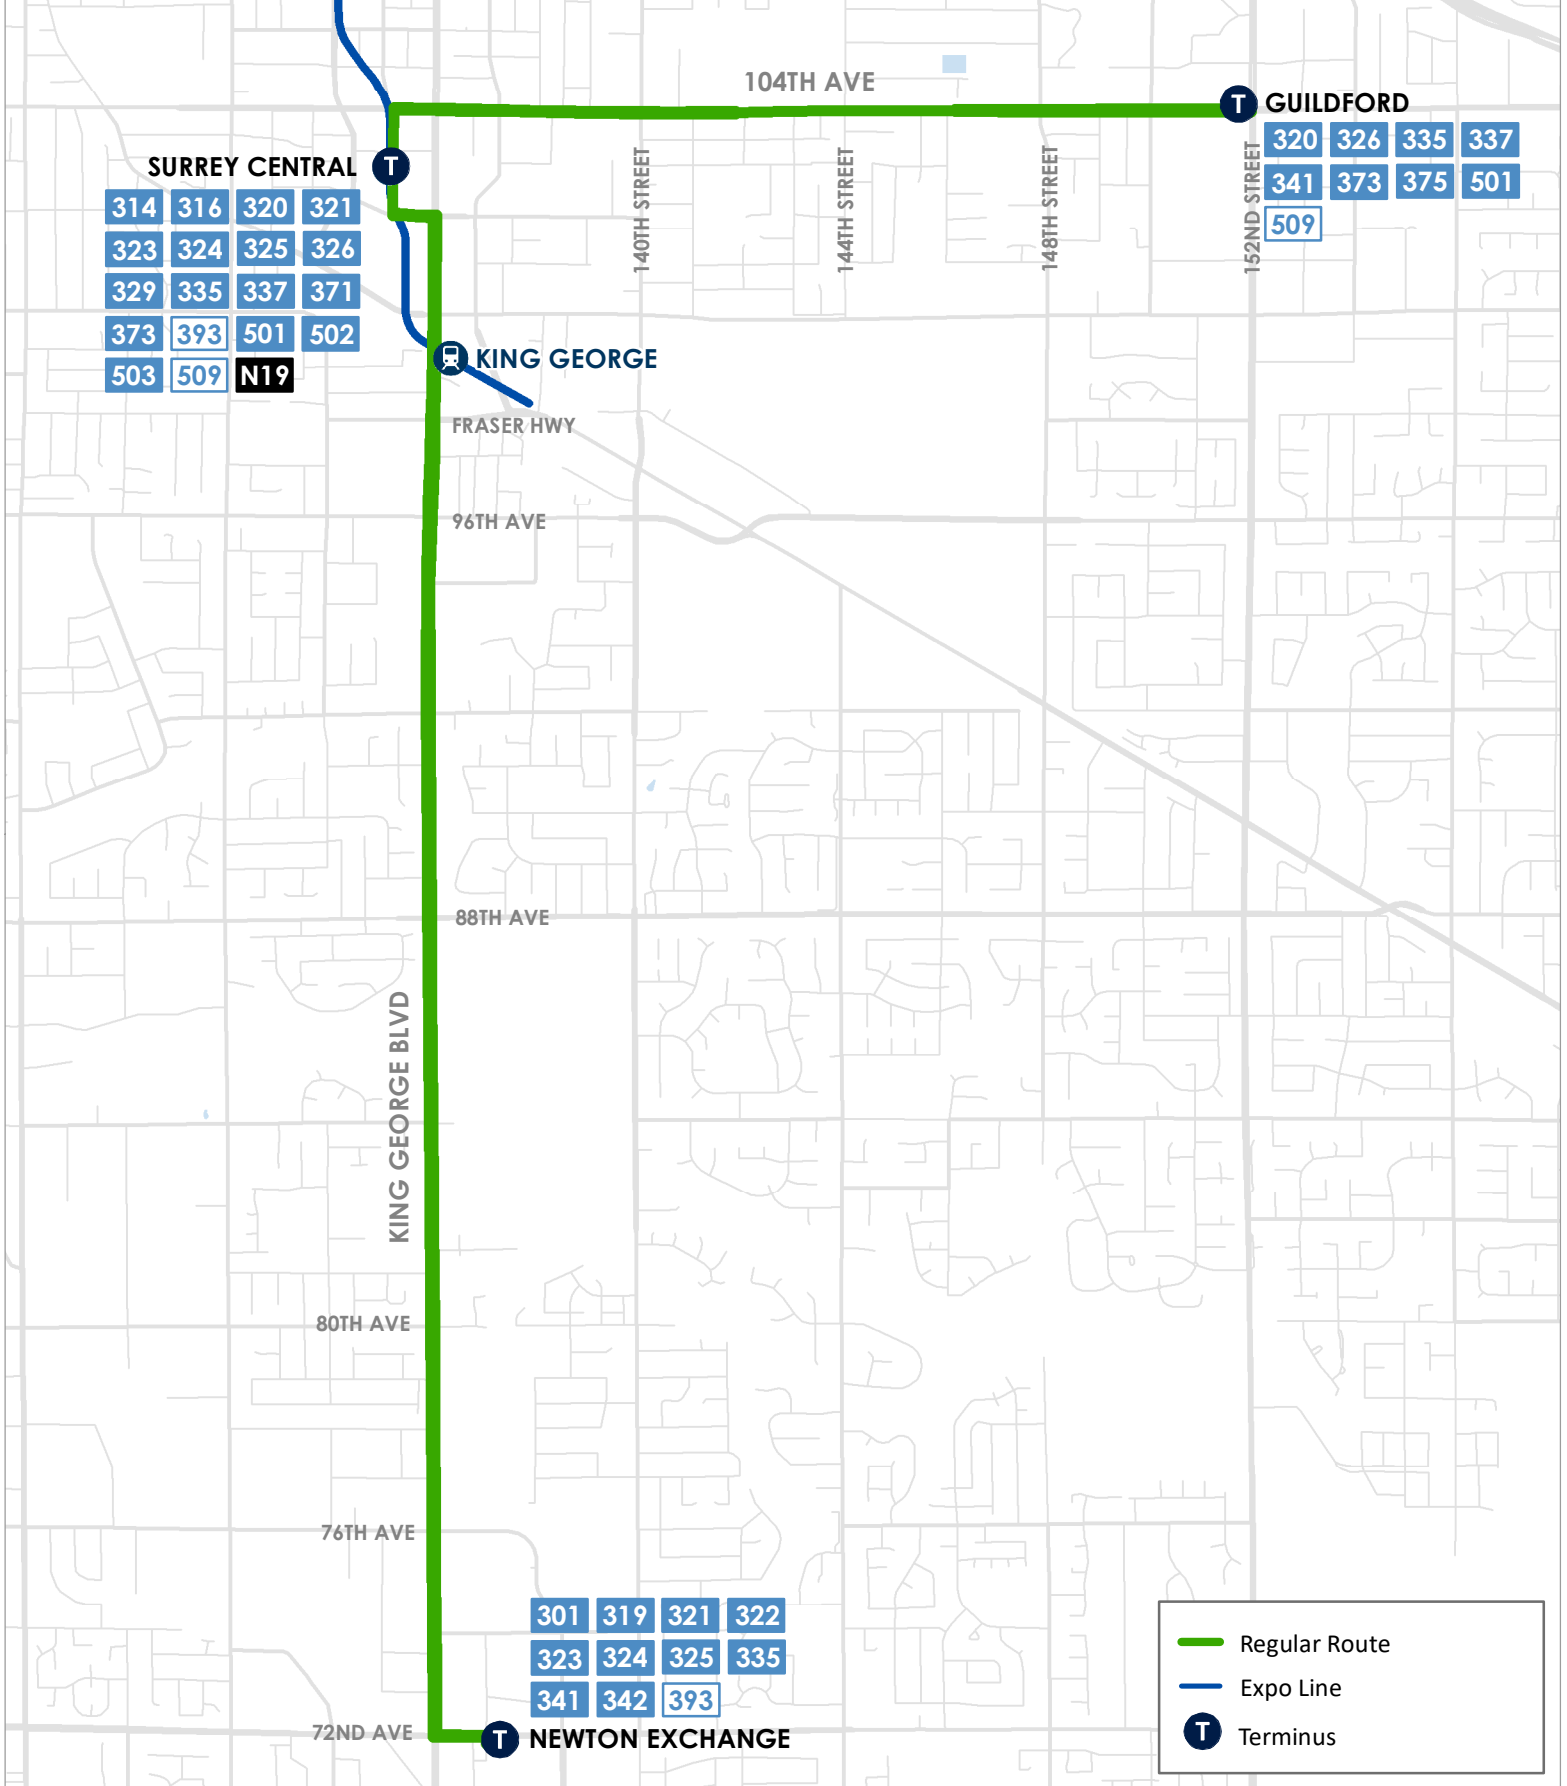 104TH AVE
GUILDFORD
320 326 335 337
341 373 375 501
509
SURREY CENTRAL
314 316 320 321
323 324 325 326
329 335 337 371
373 393 501 502
503 509 N19
140TH STREET
144TH STREET
148TH STREET
152ND STREET
KING GEORGE
FRASER HWY
96TH AVE
88TH AVE
KING GEORGE BLVD
80TH AVE
76TH AVE
301 319 321 322
323 324 325 335
341 342 393
72ND AVE
NEWTON EXCHANGE
Regular Route
Expo Line
Terminus
T
T
T
T